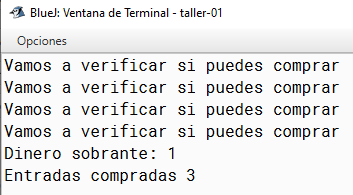 BlueJ: Ventana de Terminal - taller-01
Opciones
Vamos a verificar si puedes comprar
Vamos a verificar si puedes comprar
Vamos a verificar si puedes comprar
Vamos a verificar si puedes comprar
Dinero sobrante: 1
Entradas compradas 3